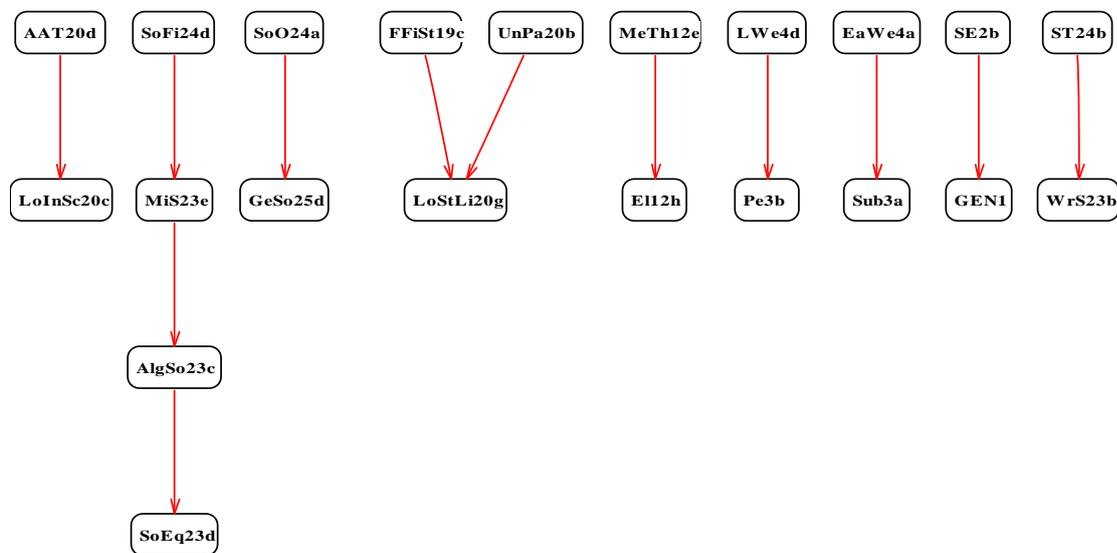 AAT20d SoFi24d SoO24a FFiSt19c UnPa20b MeTh12e LWe4d EaWe4a SE2b ST24b
LoInSc20c MiS23e GeSo25d LoStLi20g El12h Pe3b Sub3a GEN1 WrS23b
AlgSo23c
SoEq23d